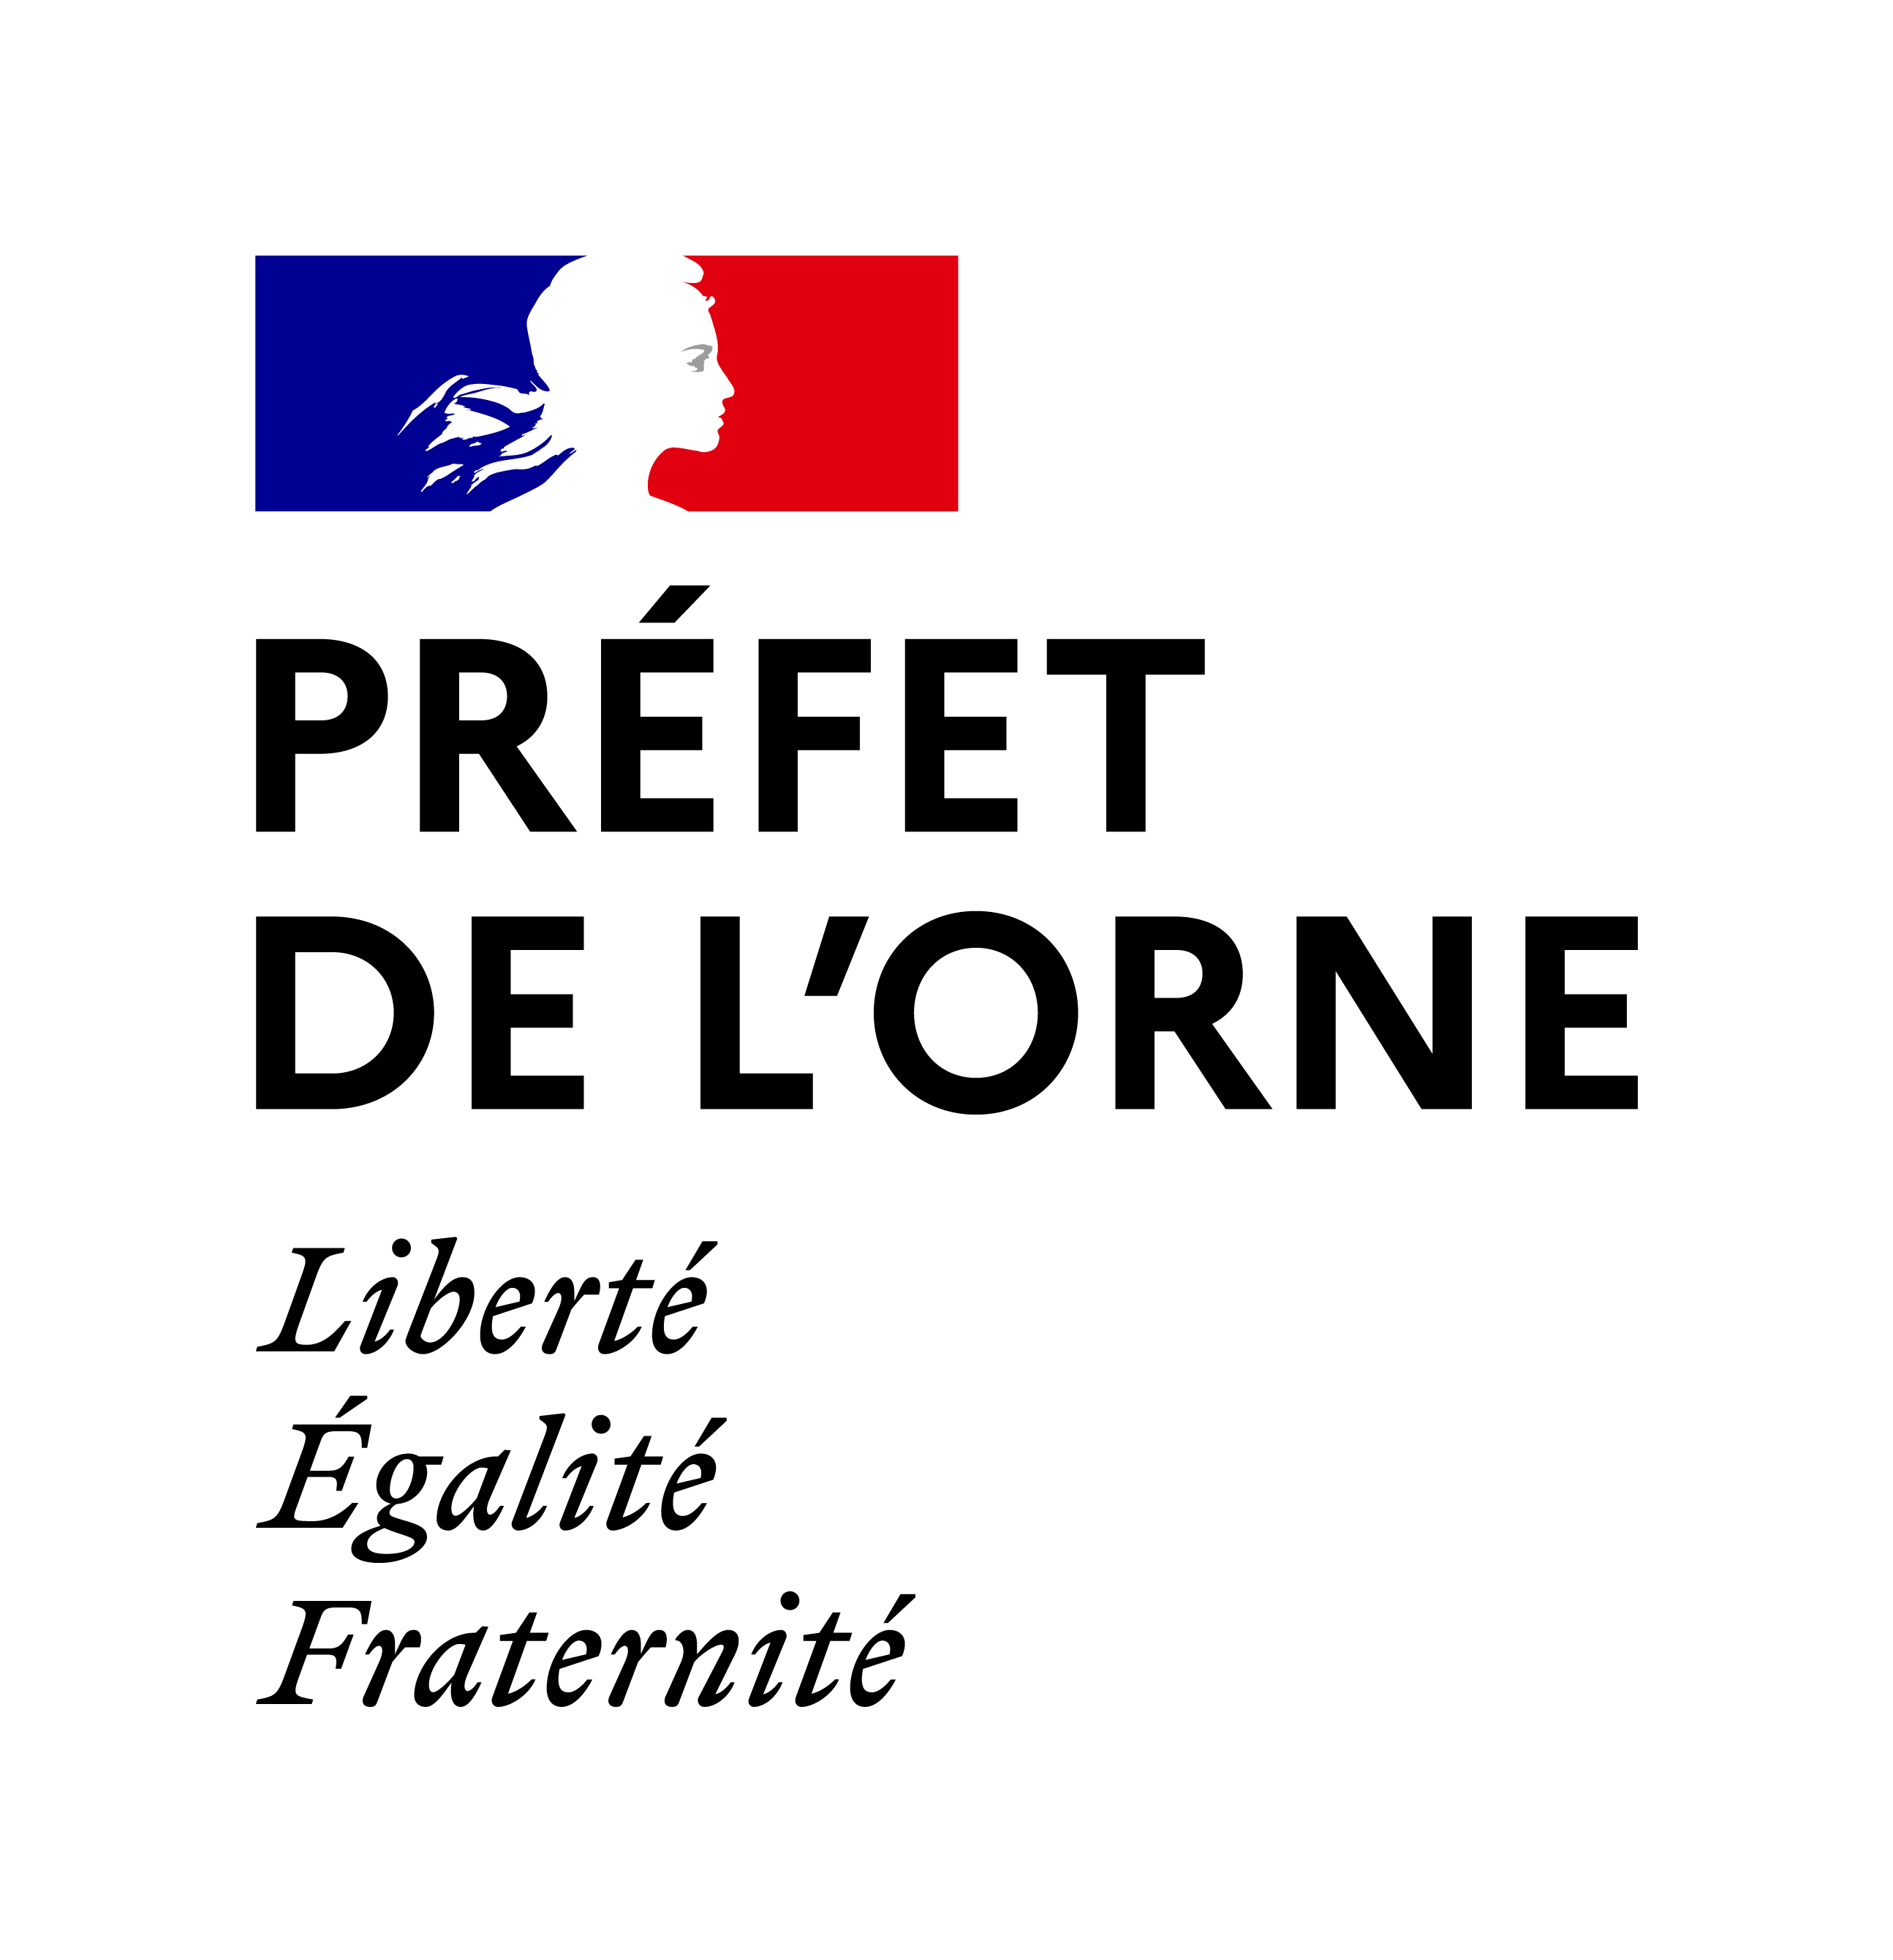 PRÉFET
DE L’ORNE
Liberté
Égalité
Fraternité